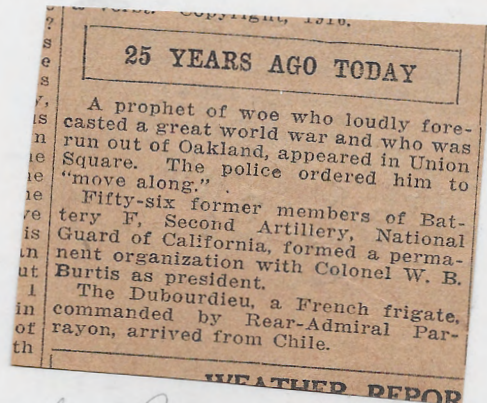 Copyright, 1916.
25 YEARS AGO TODAY
A prophet of woe who loudly fore-
casted a great world war and who was
run out of Oakland, appeared in Union
Square. The police ordered him to
"move along."
Fifty-six former members of Bat-
tery F, Second Artillery, National
Guard of California, formed a perma-
nent organization with Colonel W. B.
Burtis as president.
The Dubourdieu, a French frigate,
commanded by Rear-Admiral Par-
rayon, arrived from Chile.
WEATHER REPOR